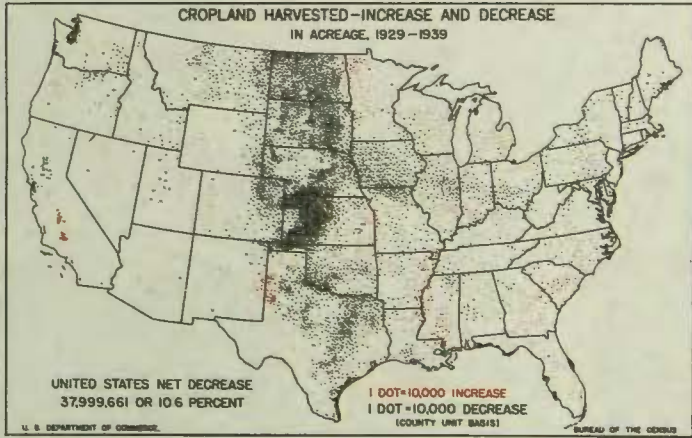 CROPLAND HARVESTED—INCREASE AND DECREASE
IN ACREAGE, 1929—1939
UNITED STATES NET DECREASE
37,999,661 OR 10.6 PERCENT
1 DOT=10,000 INCREASE
1 DOT=10,000 DECREASE
(COUNTY UNIT BASIS)
U. S. DEPARTMENT OF COMMERCE
BUREAU OF THE CENSUS